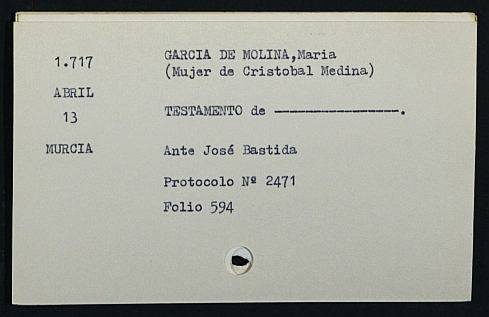 1.717
ABRIL
13
MURCIA
GARCIA DE MOLINA,Maria
(Mujer de Cristobal Medina)
TESTAMENTO de ----------------.
Ante José Bastida
Protocolo Nº 2471
Folio 594